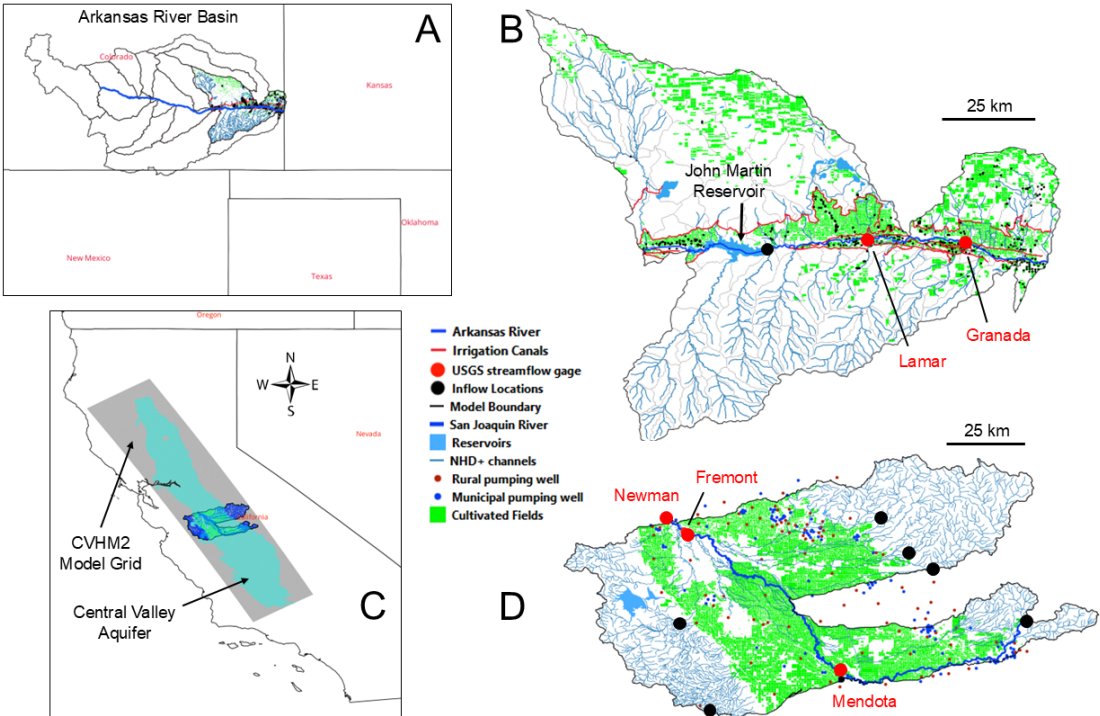 Arkansas River Basin
A
Colorado
Kansas
New Mexico
Oklahoma
Texas
B
25 km
John Martin
Reservoir
Lamar
Granada
Oregon
N
W
E
S
Nevada
California
CVHM2
Model Grid
Central Valley
Aquifer
C
Arkansas River
Irrigation Canals
USGS streamflow gage
Inflow Locations
Model Boundary
San Joaquin River
Reservoirs
NHD+ channels
Rural pumping well
Municipal pumping well
Cultivated Fields
25 km
Newman
Fremont
D
Mendota